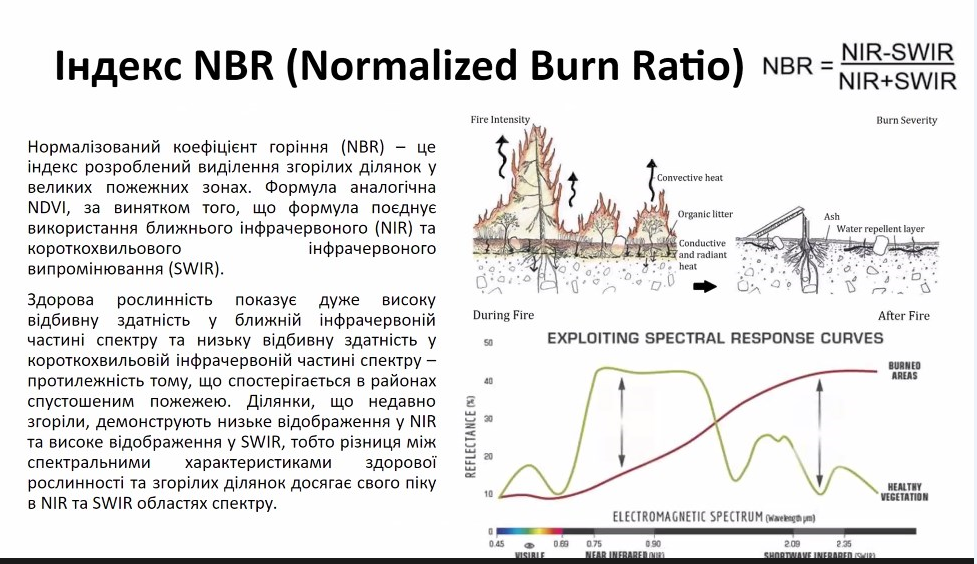 Індекс NBR (Normalized Burn Ratio)
NBR = NIR-SWIR
NIR+SWIR
Нормалізований коефіцієнт горіння (NBR) – це
індекс розроблений виділення згорілих ділянок у
великих пожежних зонах. Формула аналогічна
NDVI, за винятком того, що формула поєднує
використання ближнього інфрачервоного (NIR) та
короткохвильового інфрачервоного
випромінювання (SWIR).
Здорова рослинність показує дуже високу
відбивну здатність у ближній інфрачервоній
частині спектру та низьку відбивну здатність у
короткохвильовій інфрачервоній частині спектру –
протилежність тому, що спостерігається в районах
спустошеним пожежею. Ділянки, що недавно
згоріли, демонструють низьке відображення у NIR
та високе відображення у SWIR, тобто різниця між
спектральними характеристиками здорової
рослинності та згорілих ділянок досягає свого піку
в NIR та SWIR областях спектру.
Fire Intensity
Burn Severity
Convective heat
Organic litter
Conductive
and radiant
heat
Ash
Water repellent layer
During Fire
After Fire
EXPLOITING SPECTRAL RESPONSE CURVES
50
40
30
20
10
0
REFLECTANCE (%)
BURNED
AREAS
HEALTHY
VEGETATION
ELECTROMAGNETIC SPECTRUM (Wavelength µm)
0.45 0.69 0.75 0.90 2.09 2.35
VISIBLE NEAR INFRARED (NIR) SHORTWAVE INFRARED (SWIR)